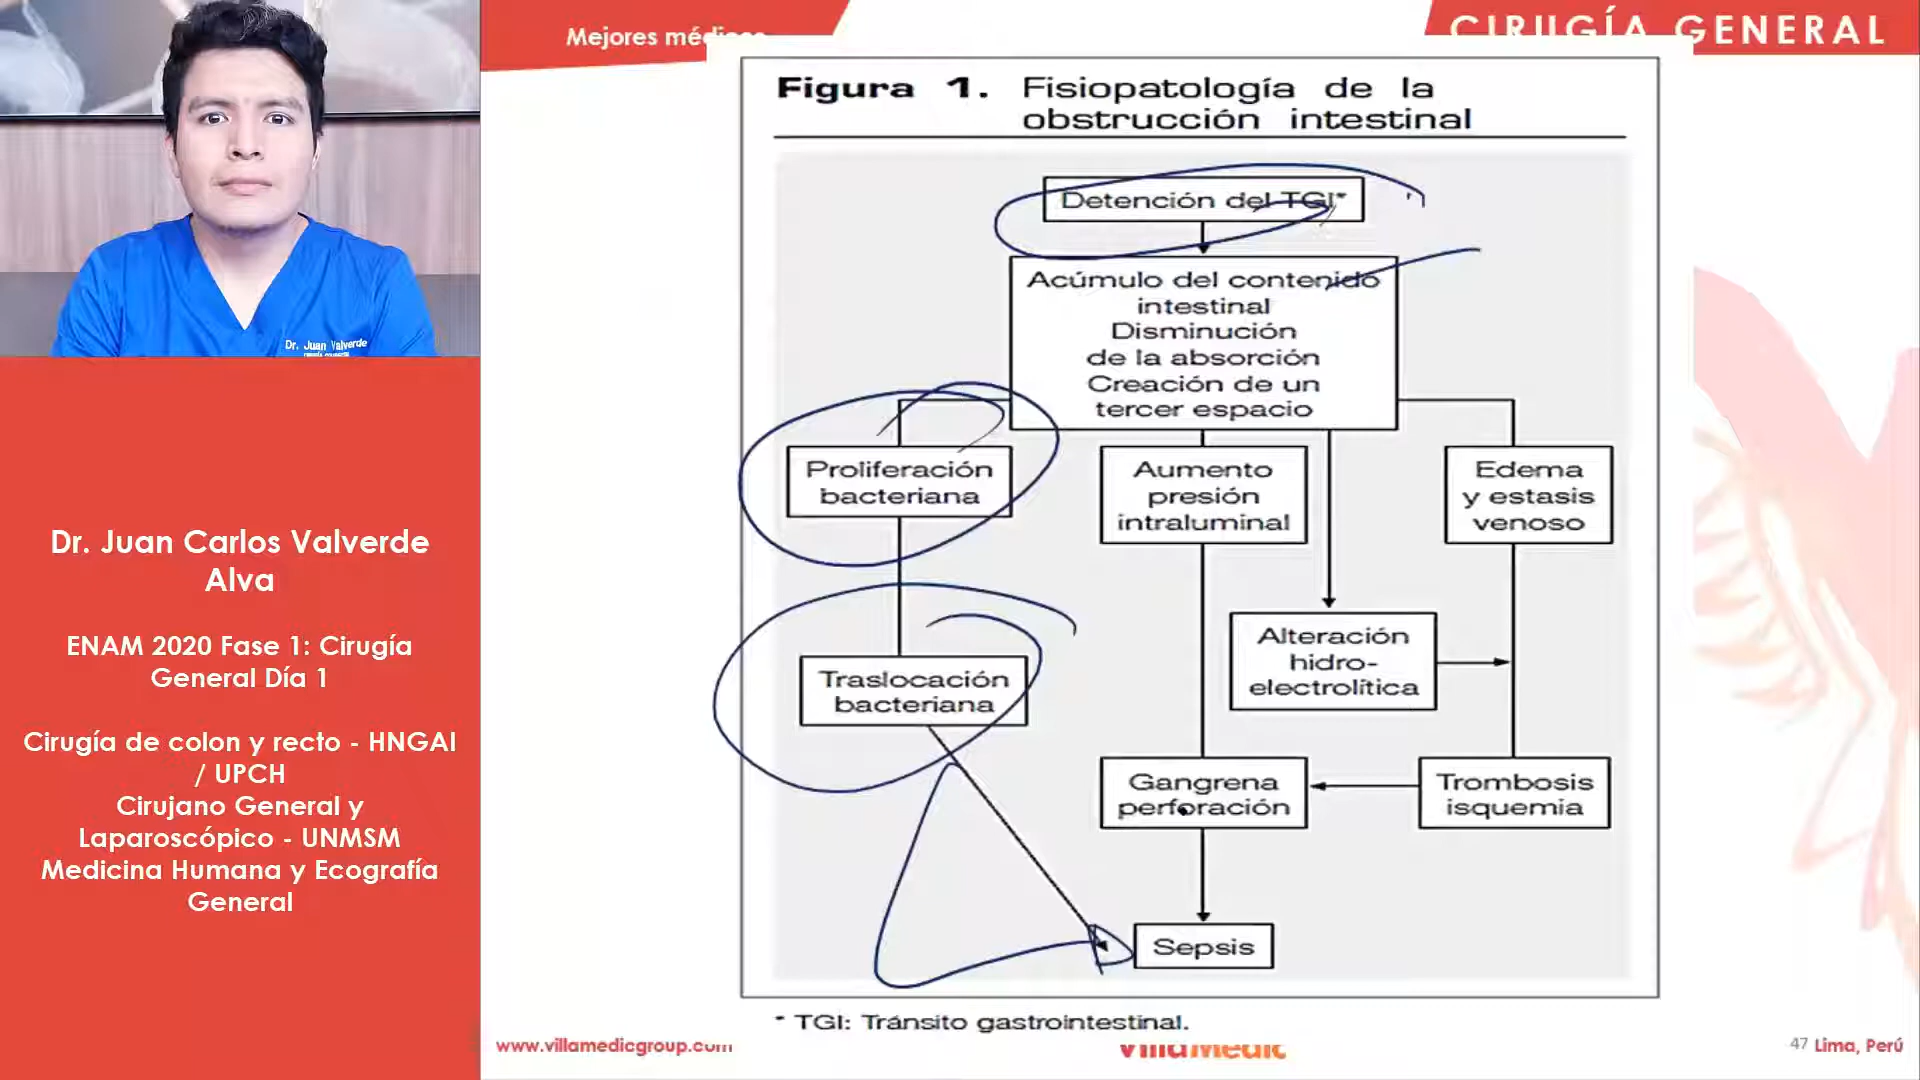 Mejores médicos
CIRUGÍA GENERAL
Figura 1. Fisiopatología de la
obstrucción intestinal
Detención del TGI*
Acúmulo del contenido
intestinal
Disminución
de la absorción
Creación de un
tercer espacio
Proliferación
bacteriana
Aumento
presión
intraluminal
Edema
y estasis
venoso
Traslocación
bacteriana
Alteración
hidro-
electrolítica
Gangrena
perforación
Trombosis
isquemia
Sepsis
* TGI: Tránsito gastrointestinal.
Dr. Juan Valverde
Dr. Juan Carlos Valverde
Alva
ENAM 2020 Fase 1: Cirugía
General Día 1
Cirugía de colon y recto - HNGAI
/ UPCH
Cirujano General y
Laparoscópico - UNMSM
Medicina Humana y Ecografía
General
www.villamedicgroup.com
VillaMedic
47 Lima, Perú